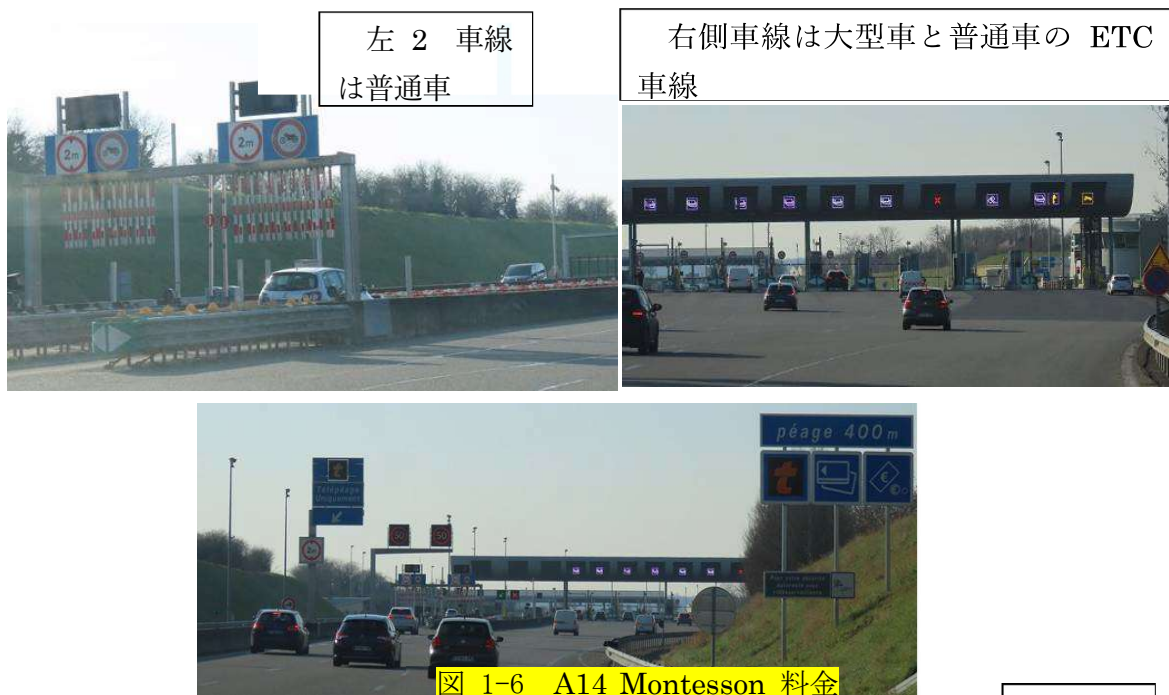 左 2 車線
は普通車
右側車線は大型車と普通車の ETC
車線
2m
2m
péage 400 m
t
t
Télépéage
Uniquement
50
50
2m
図 1-6 A14 Montesson 料金